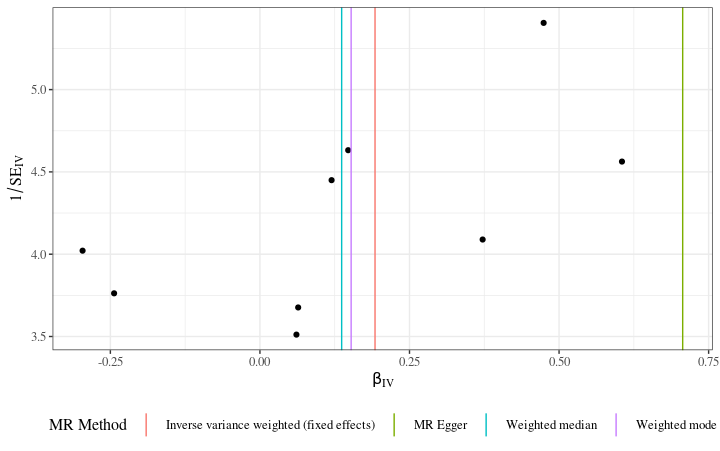 5.0
4.5
4.0
3.5
1/SE_IV
-0.25 0.00 0.25 0.50 0.75
β_IV
MR Method Inverse variance weighted (fixed effects) MR Egger Weighted median Weighted mode